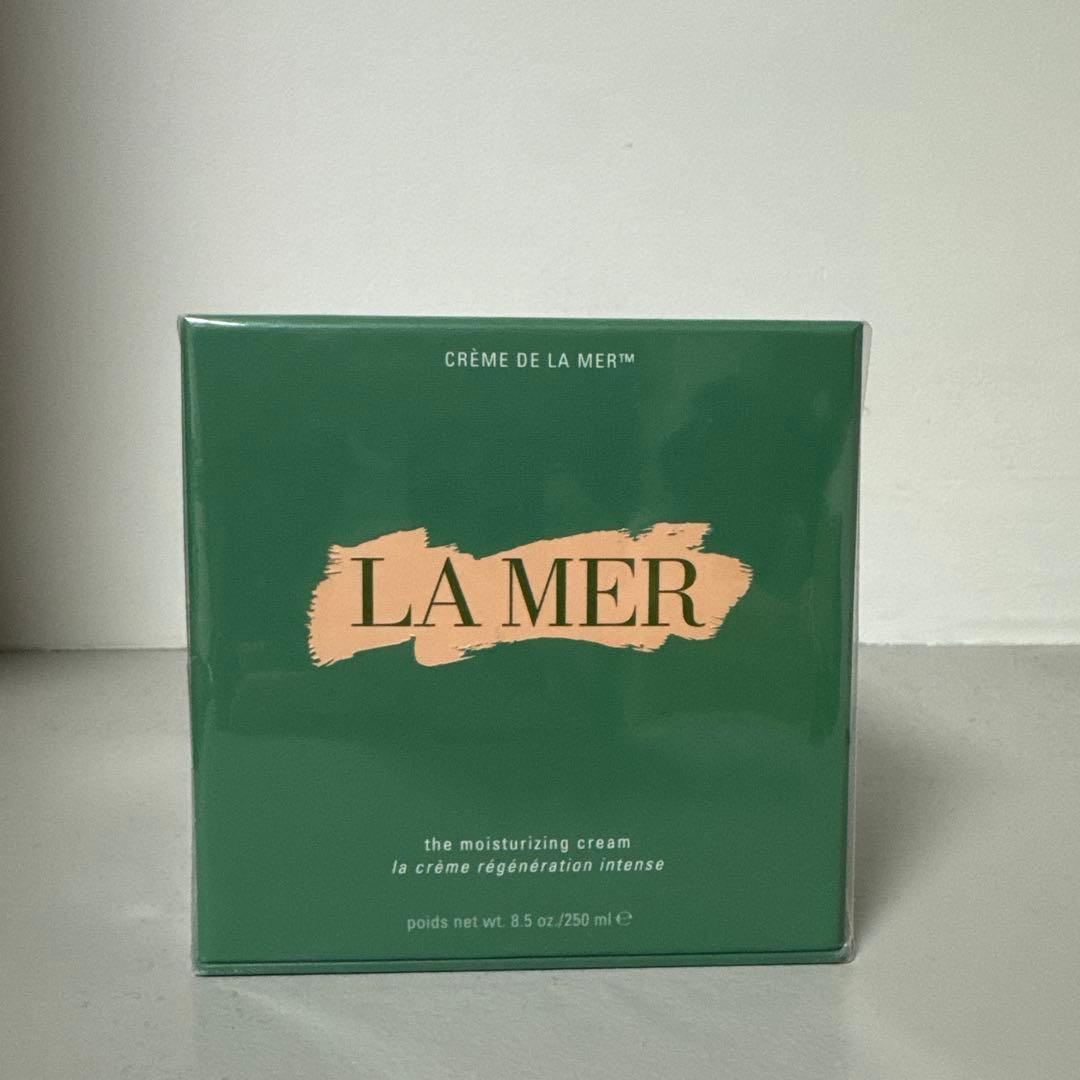 CRÈME DE LA MER™
LA MER
the moisturizing cream
la crème régénération intense
poids net wt. 8.5 oz./250 ml ℮